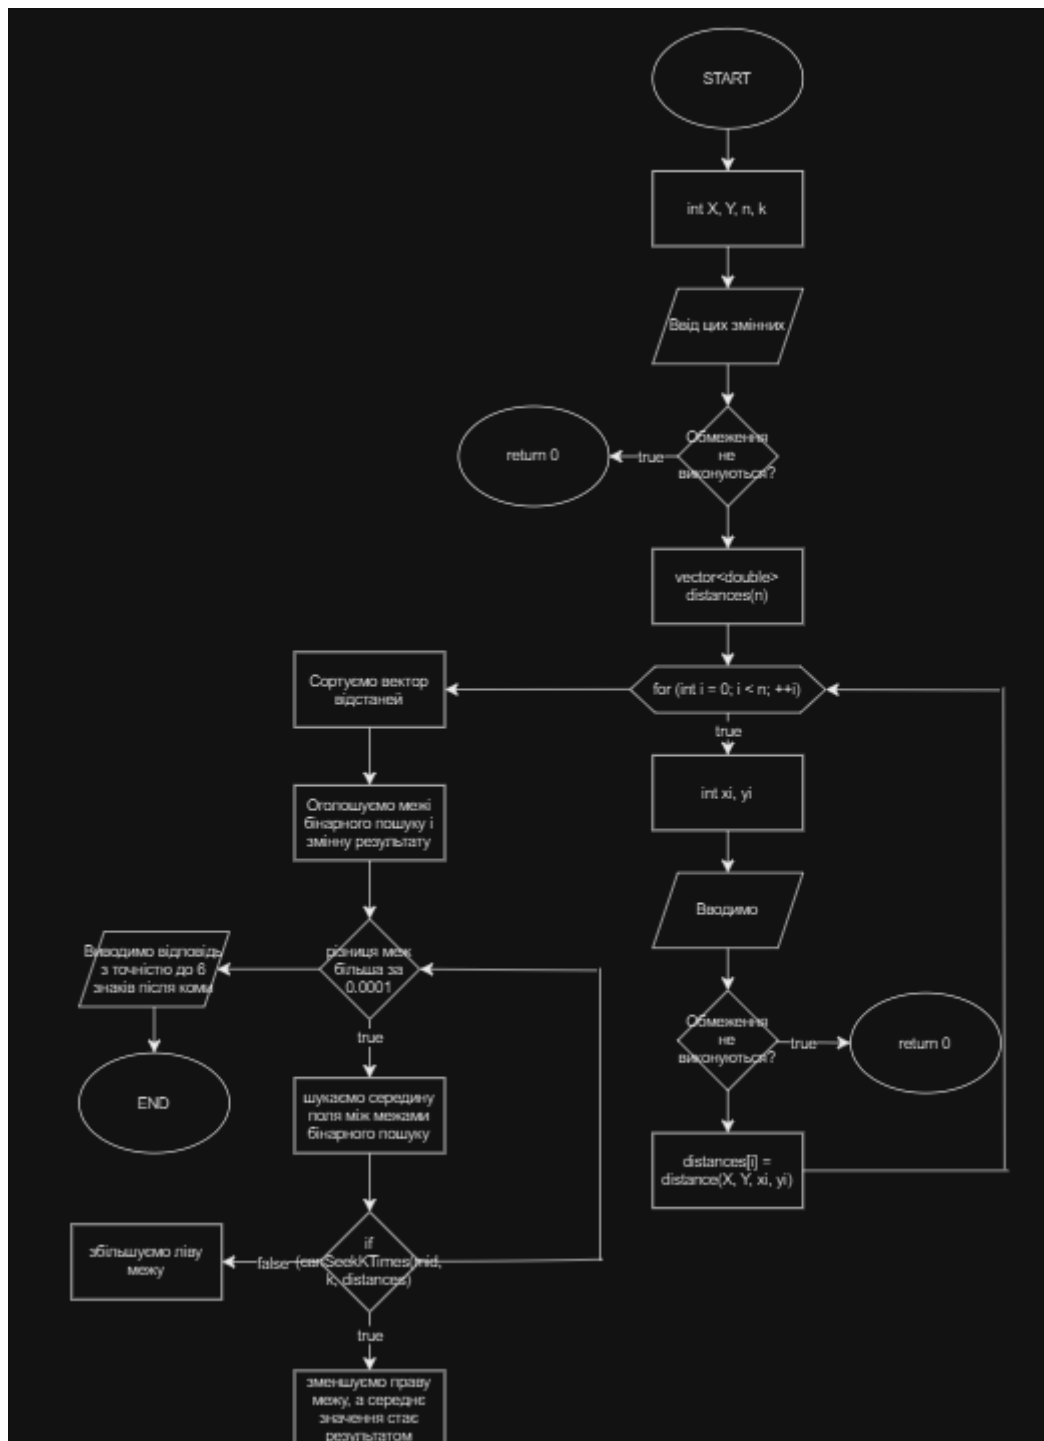 START
int X, Y, n, k
Ввід цих змінних
Обмеження
не
виконуються?
true
return 0
vector<double>
distances(n)
for (int i = 0; i < n; ++i)
true
int xi, yi
Вводимо
Обмеження
не
виконуються?
true
return 0
distances[i] =
distance(X, Y, xi, yi)
Сортуємо вектор
відстаней
Оголошуємо межі
бінарного пошуку і
змінну результату
різниця меж
більша за
0.0001
Виводимо відповідь
з точністю до 6
знаків після коми
END
true
шукаємо середину
поля між межами
бінарного пошуку
if
(canSeekKTimes(mid,
k, distances)
false
збільшуємо ліву
межу
true
зменшуємо праву
межу, а середнє
значення стає
результатом